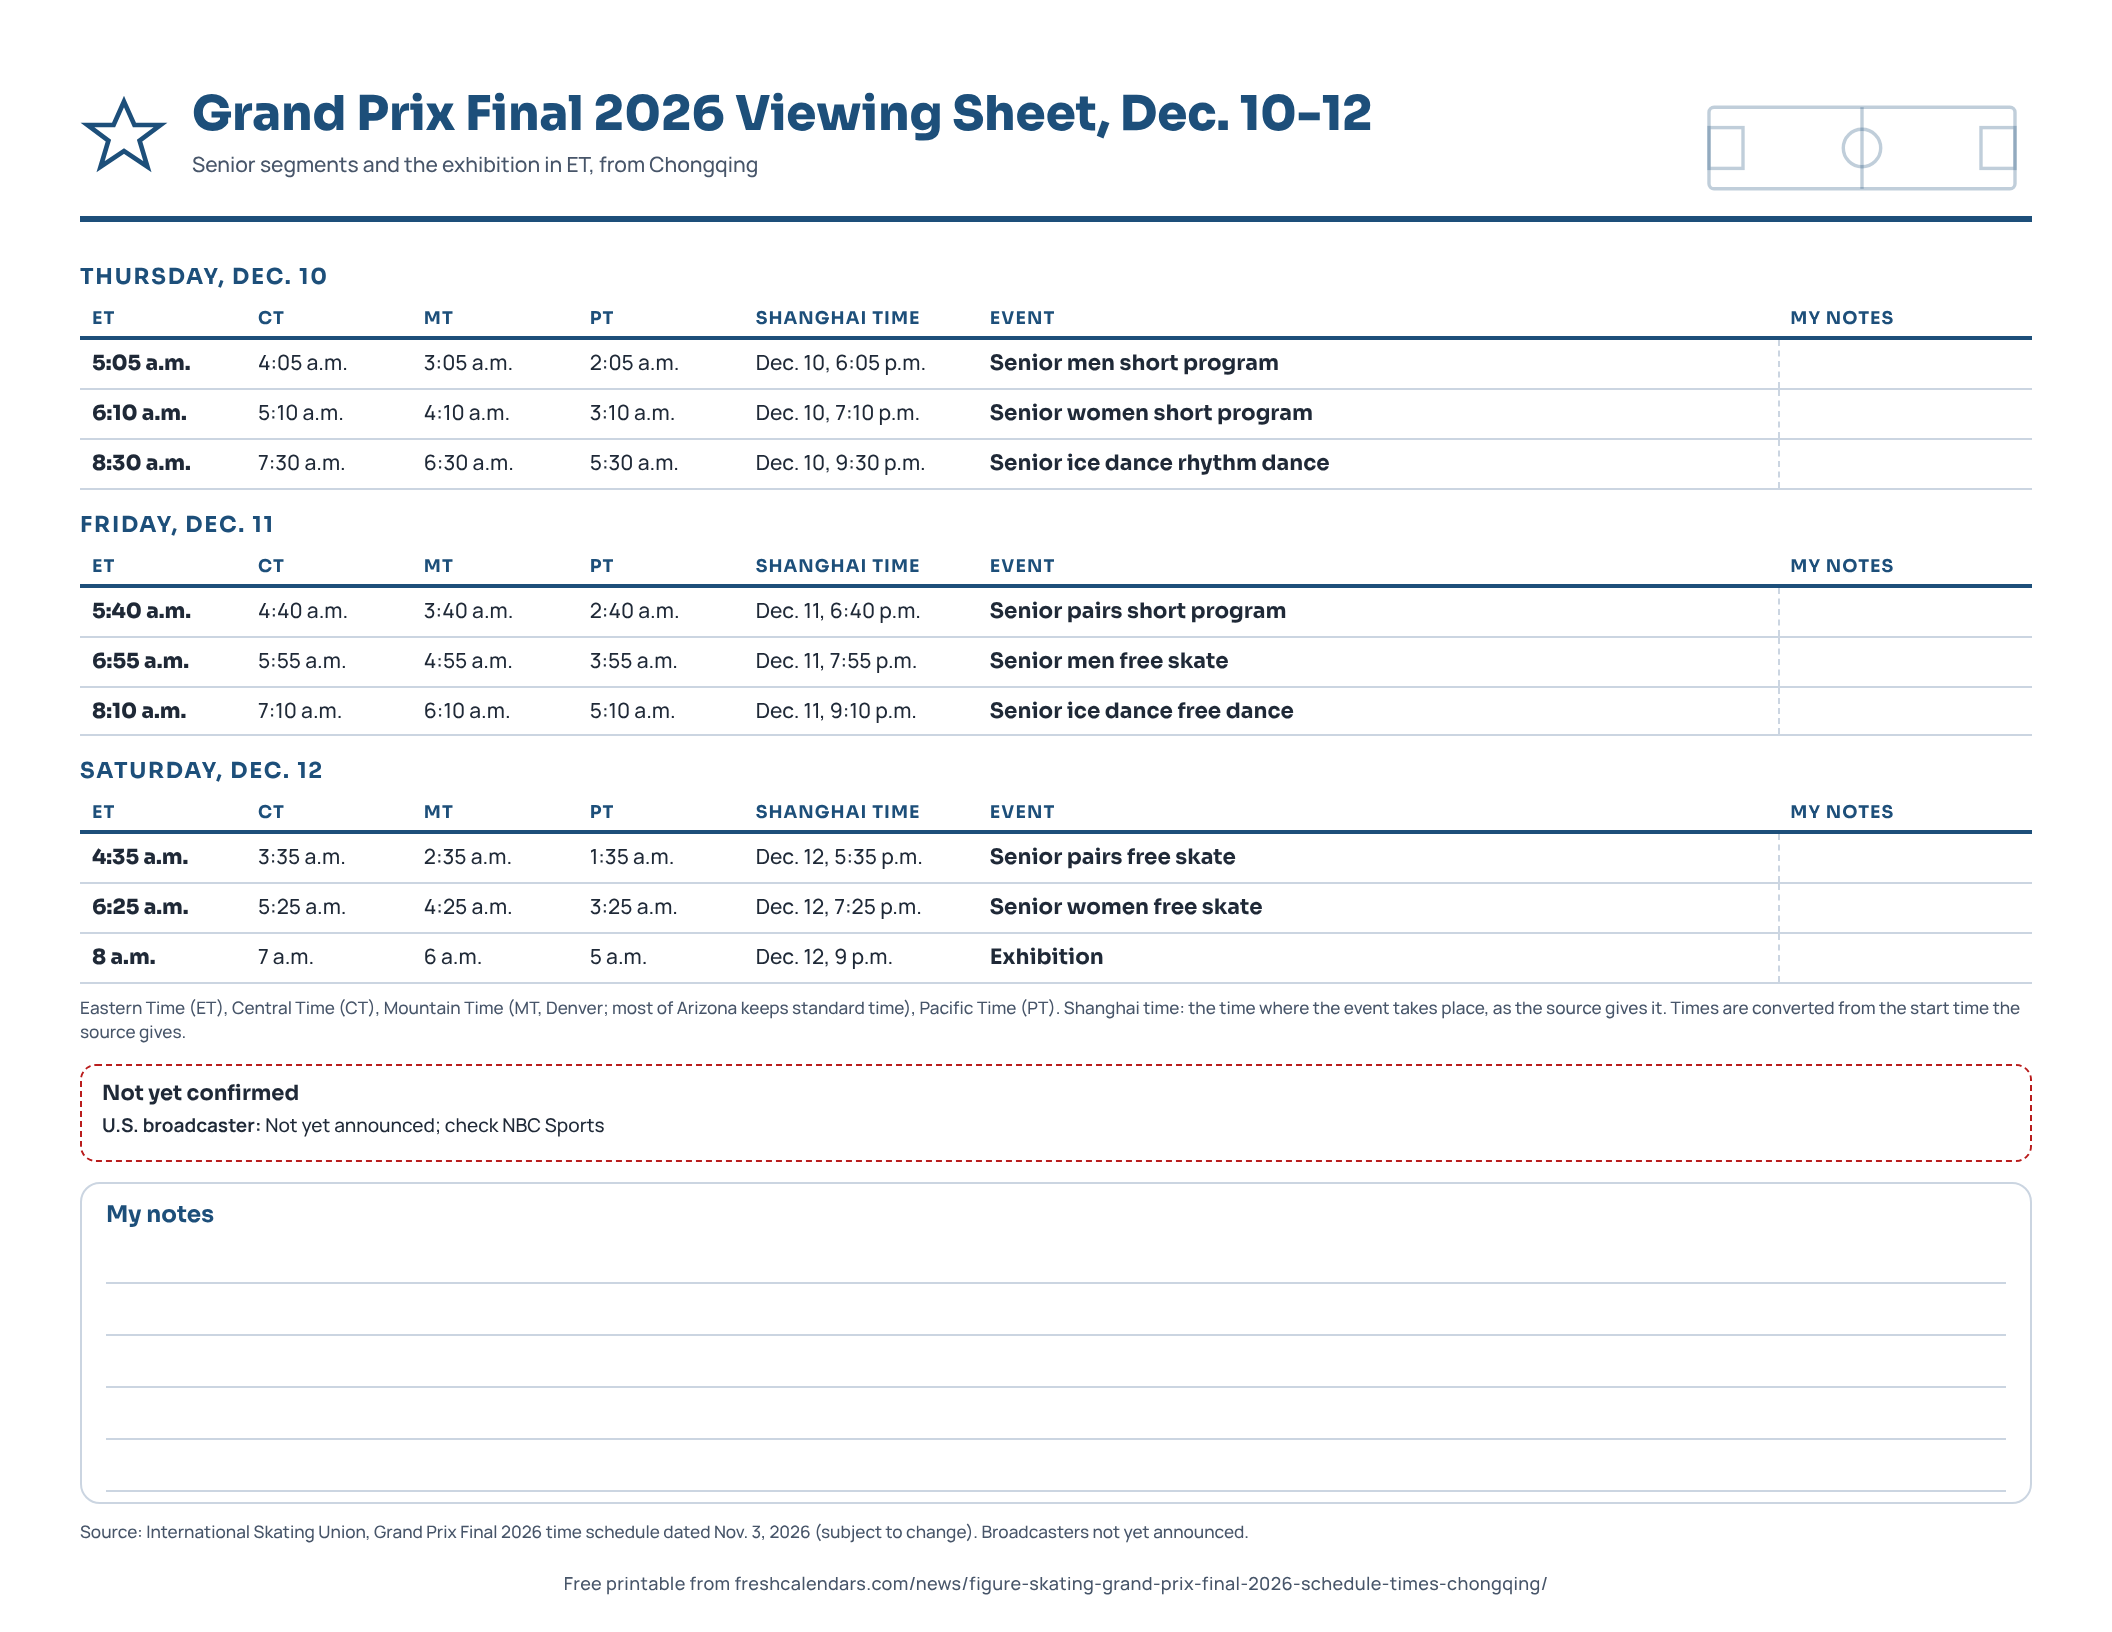 Grand Prix Final 2026 Viewing Sheet, Dec. 10–12
Senior segments and the exhibition in ET, from Chongqing
THURSDAY, DEC. 10
ET CT MT PT SHANGHAI TIME EVENT MY NOTES
5:05 a.m. 4:05 a.m. 3:05 a.m. 2:05 a.m. Dec. 10, 6:05 p.m. Senior men short program
6:10 a.m. 5:10 a.m. 4:10 a.m. 3:10 a.m. Dec. 10, 7:10 p.m. Senior women short program
8:30 a.m. 7:30 a.m. 6:30 a.m. 5:30 a.m. Dec. 10, 9:30 p.m. Senior ice dance rhythm dance
FRIDAY, DEC. 11
ET CT MT PT SHANGHAI TIME EVENT MY NOTES
5:40 a.m. 4:40 a.m. 3:40 a.m. 2:40 a.m. Dec. 11, 6:40 p.m. Senior pairs short program
6:55 a.m. 5:55 a.m. 4:55 a.m. 3:55 a.m. Dec. 11, 7:55 p.m. Senior men free skate
8:10 a.m. 7:10 a.m. 6:10 a.m. 5:10 a.m. Dec. 11, 9:10 p.m. Senior ice dance free dance
SATURDAY, DEC. 12
ET CT MT PT SHANGHAI TIME EVENT MY NOTES
4:35 a.m. 3:35 a.m. 2:35 a.m. 1:35 a.m. Dec. 12, 5:35 p.m. Senior pairs free skate
6:25 a.m. 5:25 a.m. 4:25 a.m. 3:25 a.m. Dec. 12, 7:25 p.m. Senior women free skate
8 a.m. 7 a.m. 6 a.m. 5 a.m. Dec. 12, 9 p.m. Exhibition
Eastern Time (ET), Central Time (CT), Mountain Time (MT, Denver; most of Arizona keeps standard time), Pacific Time (PT). Shanghai time: the time where the event takes place, as the source gives it. Times are converted from the start time the
source gives.
Not yet confirmed
U.S. broadcaster: Not yet announced; check NBC Sports
My notes
Source: International Skating Union, Grand Prix Final 2026 time schedule dated Nov. 3, 2026 (subject to change). Broadcasters not yet announced.
Free printable from freshcalendars.com/news/figure-skating-grand-prix-final-2026-schedule-times-chongqing/